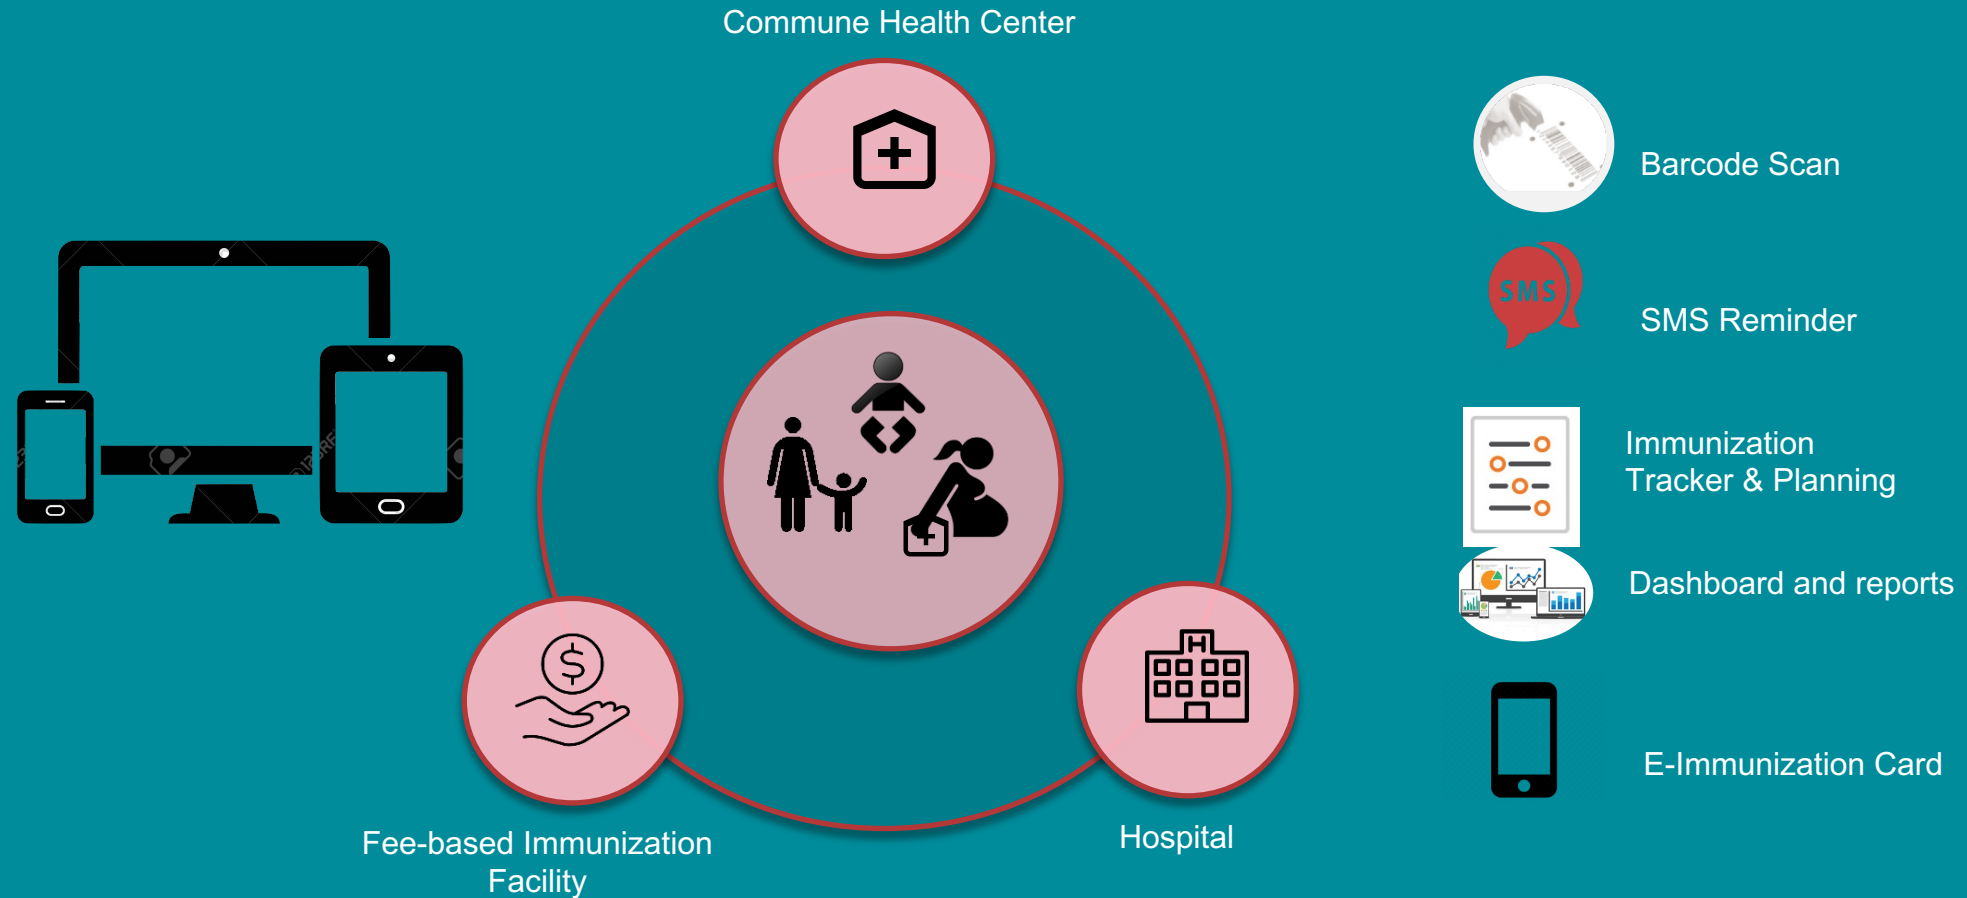 Commune Health Center
Barcode Scan
SMS
SMS Reminder
Immunization
Tracker & Planning
Dashboard and reports
$
H
E-Immunization Card
Fee-based Immunization
Facility
Hospital